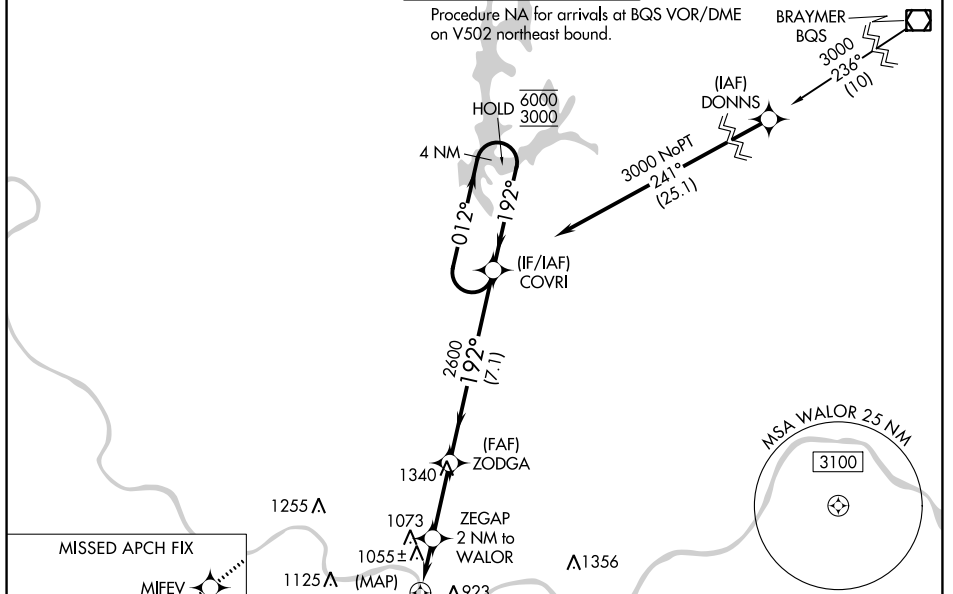 Procedure NA for arrivals at BQS VOR/DME
on V502 northeast bound.
BRAYMER
BQS
3000
236°
(10)
(IAF)
DONNS
HOLD
6000
3000
4 NM
3000 NoPT
241°
(25.1)
012°
192°
(IF/IAF)
COVRI
2600
192°
(7.1)
MSA WALOR 25 NM
3100
(FAF)
ZODGA
1340
1255
1073
ZEGAP
2 NM to
WALOR
1055±
1356
MISSED APCH FIX
MIFEV
1125
(MAP)
923